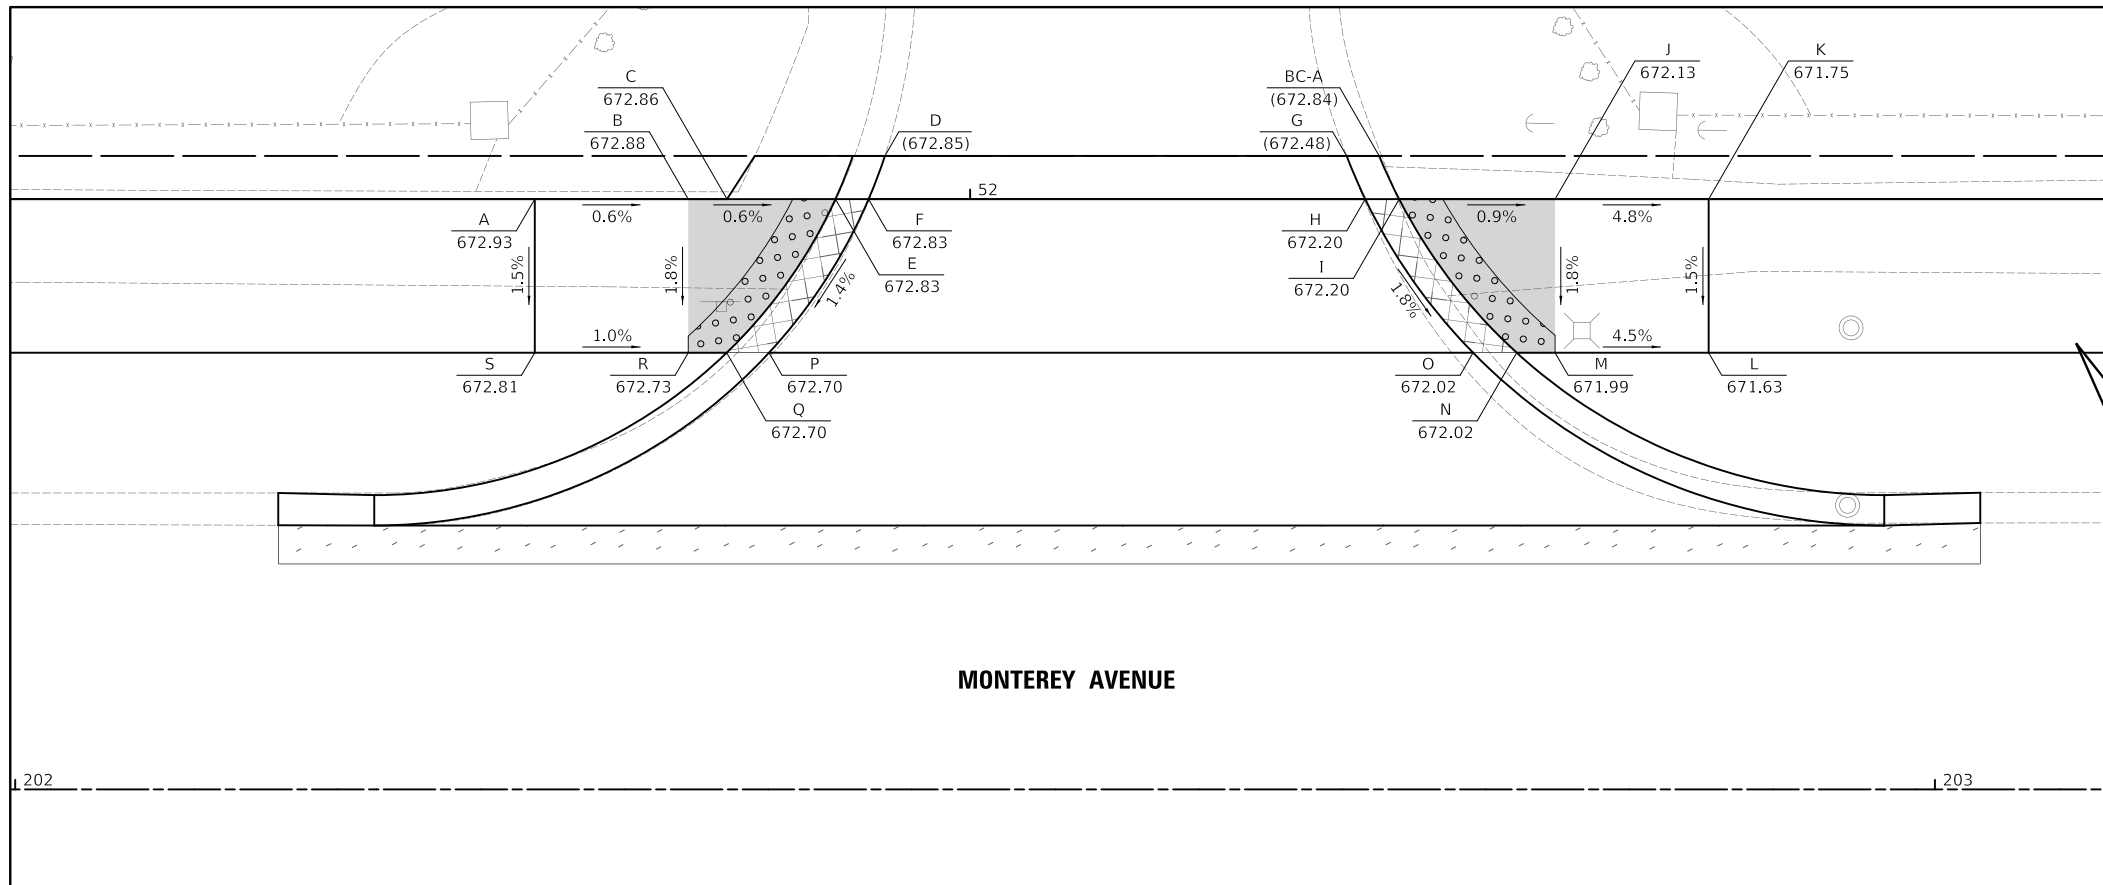 C
672.86
B
672.88
D
(672.85)
BC-A
(672.84)
G
(672.48)
J
672.13
K
671.75
52
A
672.93
0.6%
0.6%
F
672.83
E
672.83
H
672.20
I
672.20
0.9%
4.8%
1.5%
1.8%
1.4%
1.8%
1.8%
1.5%
1.0%
4.5%
S
672.81
R
672.73
P
672.70
Q
672.70
O
672.02
N
672.02
M
671.99
L
671.63
MONTEREY AVENUE
202
203